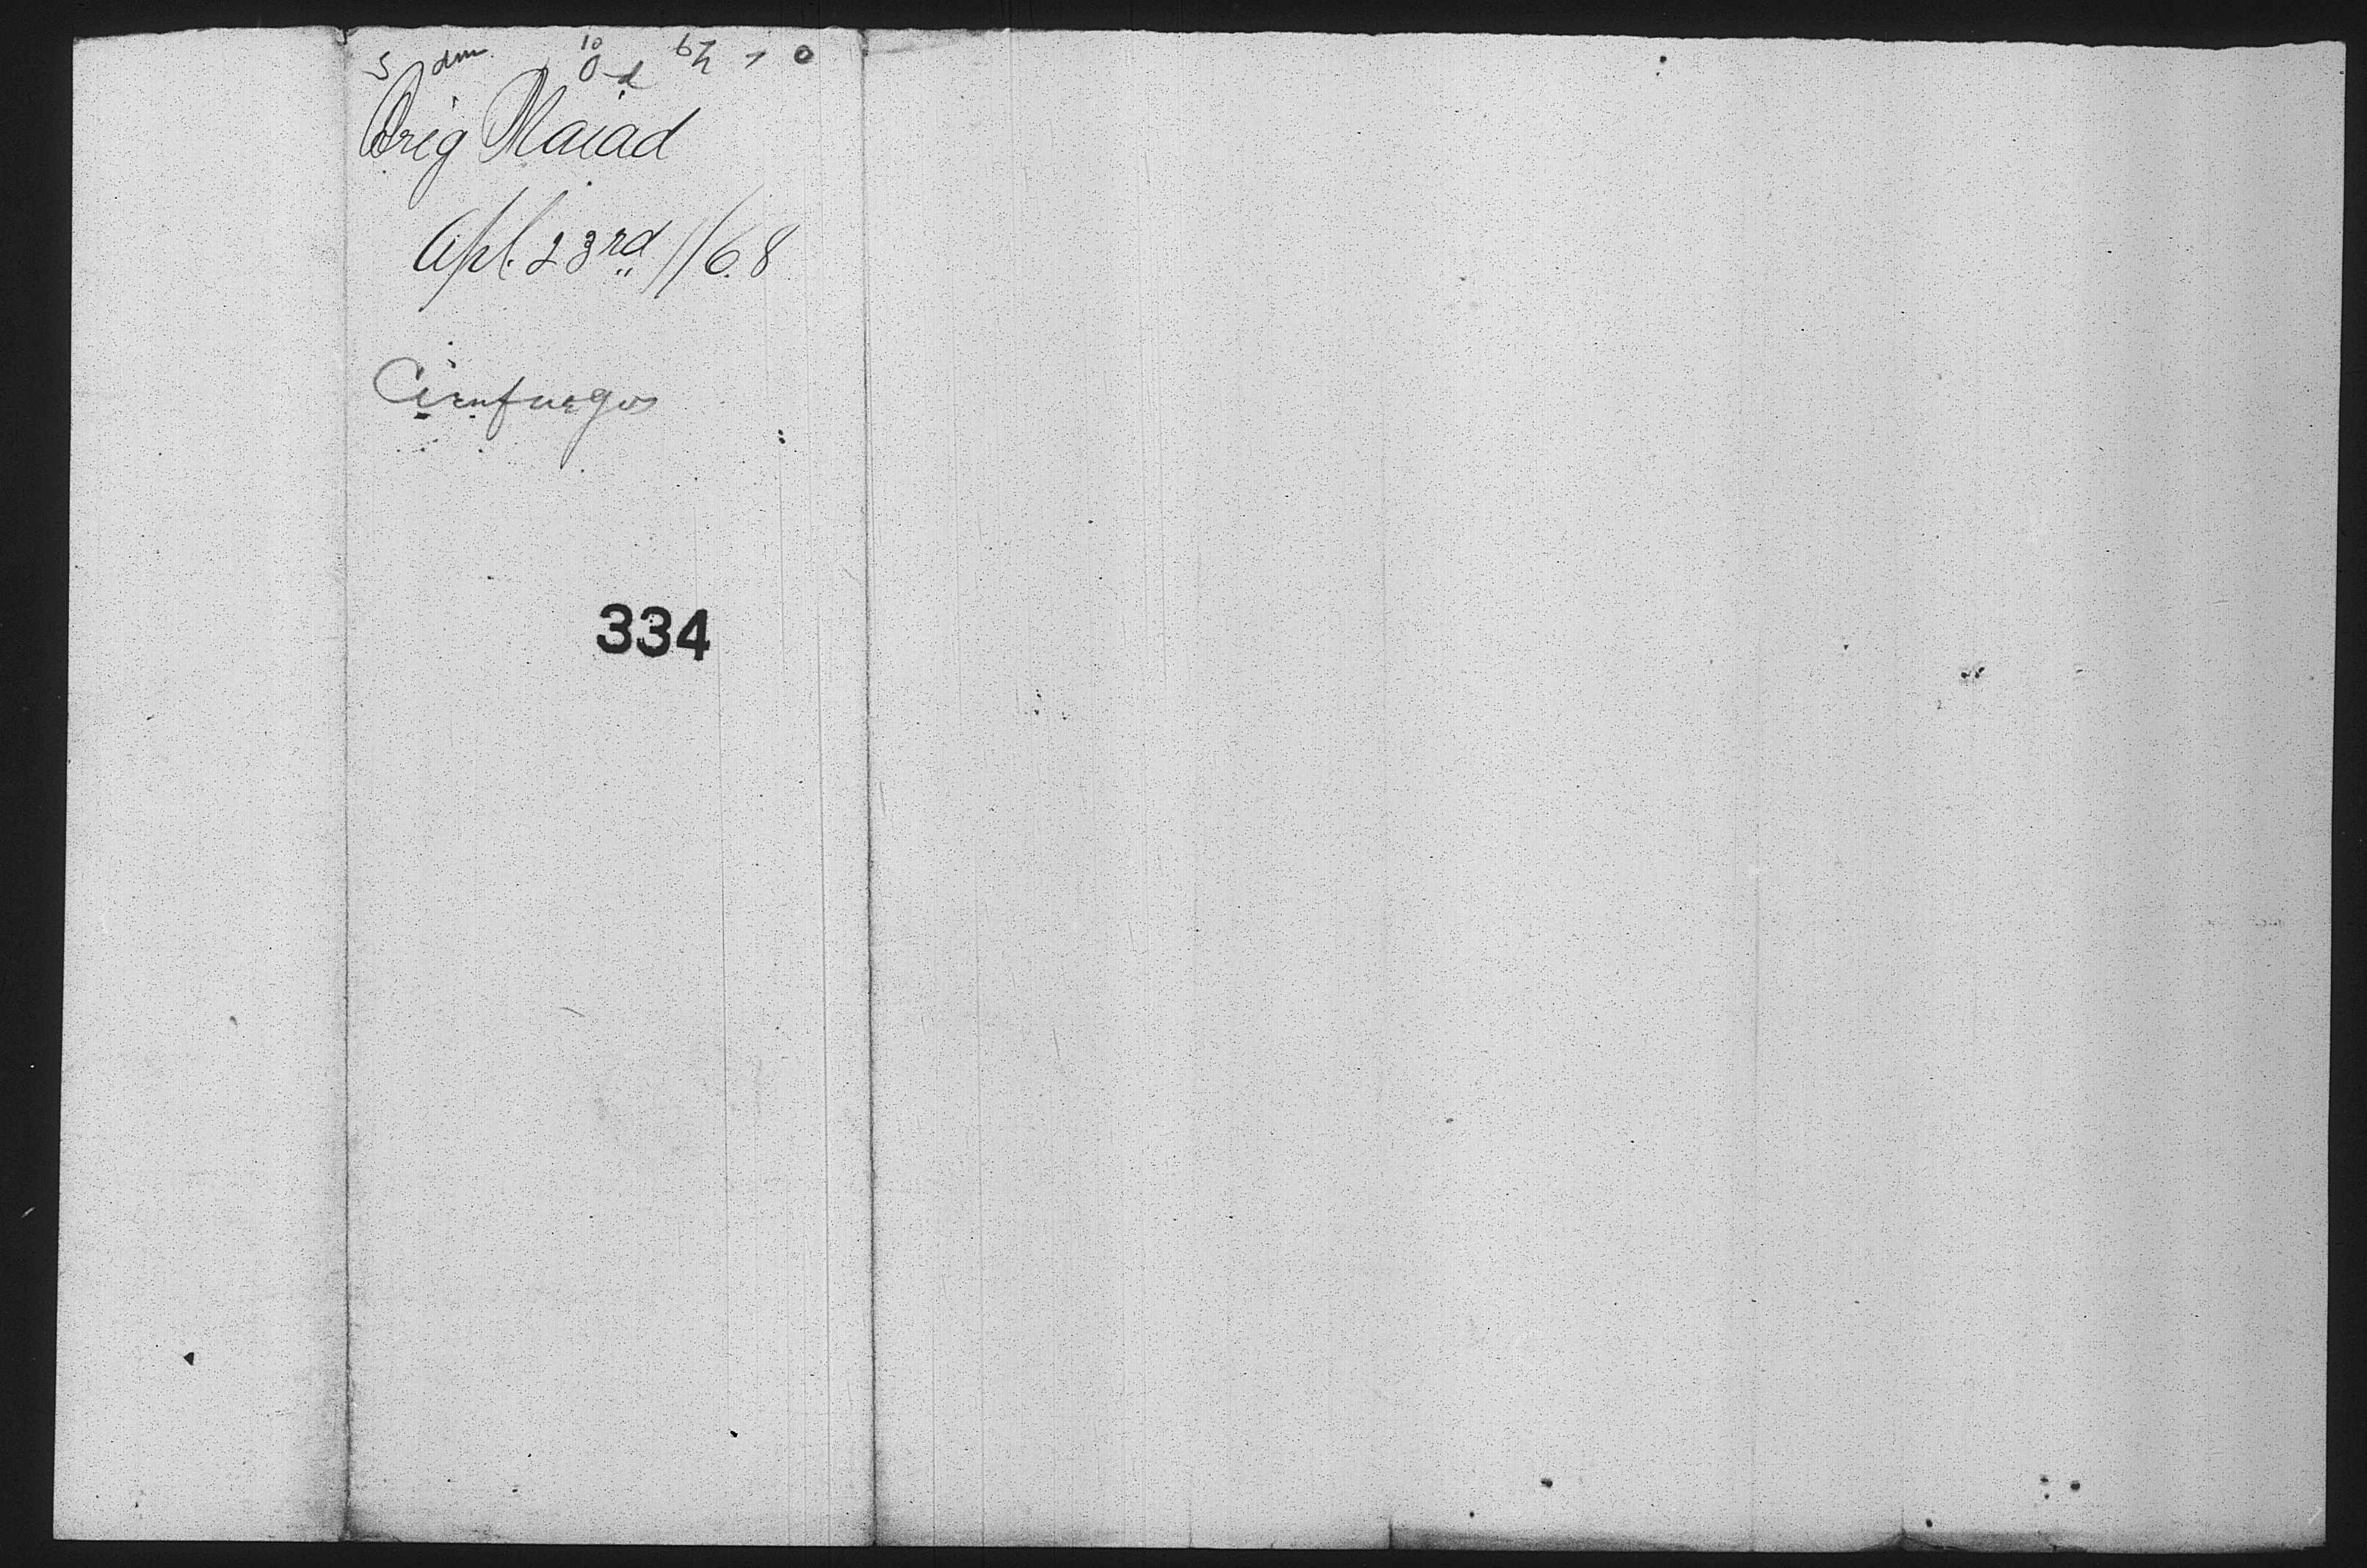 Brig Naiad
Apl. 23rd //68
Cienfuegos
334